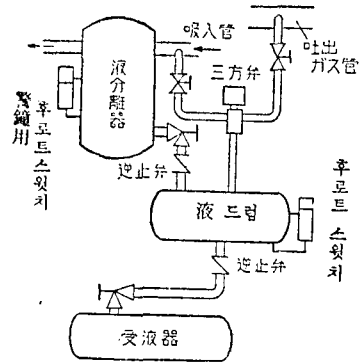 吸入管
吐出
ガス管
三方弁
液分離器
警鐘用
후로트스윗치
逆止弁
液 드럼
후로트 스윗치
逆止弁
受液器